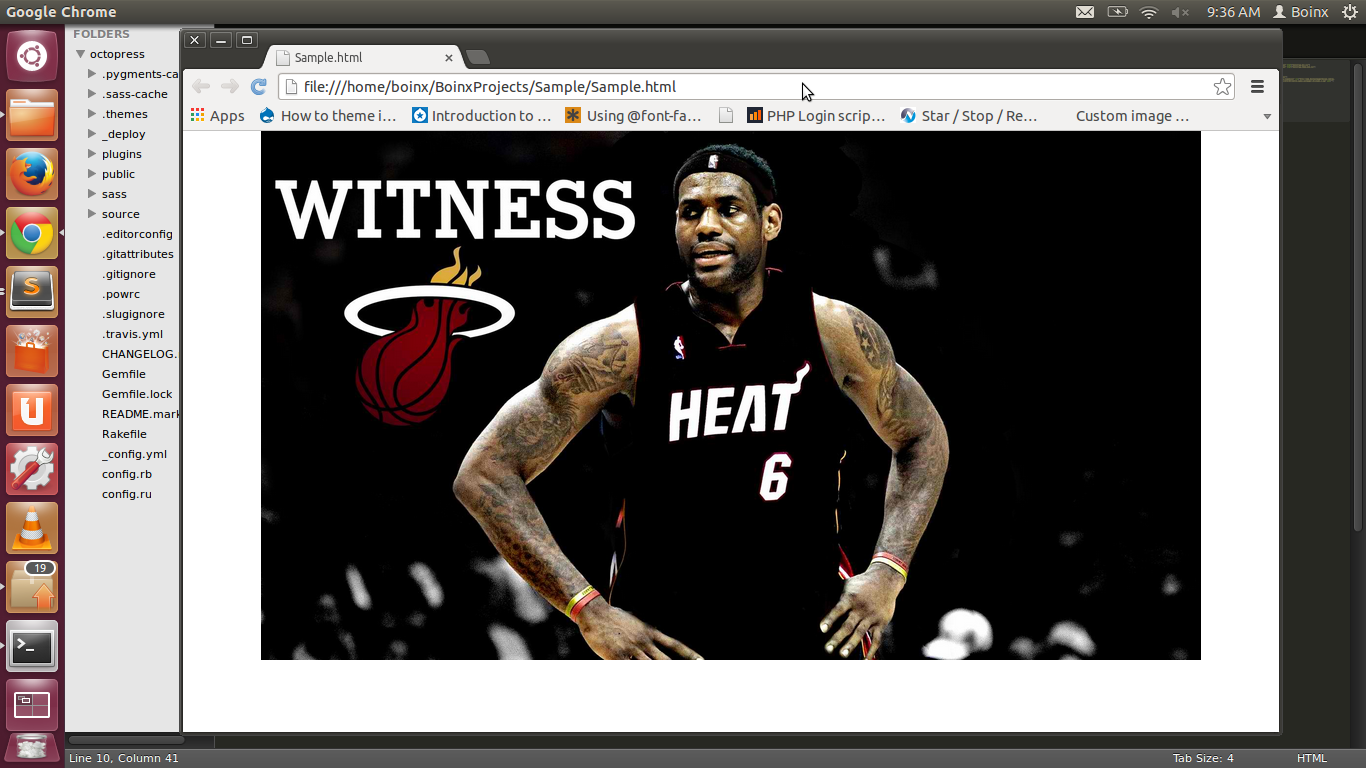 Google Chrome
9:36 AM Boinx
FOLDERS
octopress
.pygments-ca
.sass-cache
.themes
_deploy
plugins
public
sass
source
.editorconfig
.gitattributes
.gitignore
.powrc
.slugignore
.travis.yml
CHANGELOG.
Gemfile
Gemfile.lock
README.mark
Rakefile
_config.yml
config.rb
config.ru
Sample.html
file:///home/boinx/BoinxProjects/Sample/Sample.html
Apps How to theme i... Introduction to ... Using @font-fa... PHP Login scrip... Star / Stop / Re... Custom image ...
WITNESS
HEAT
6
19
Line 10, Column 41
Tab Size: 4 HTML